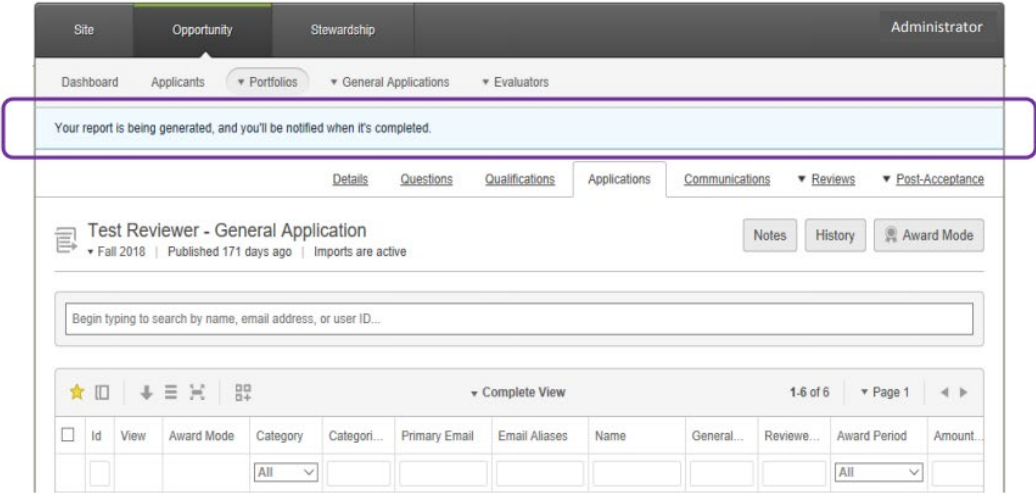 Site Opportunity Stewardship Administrator
Dashboard Applicants ▾ Portfolios ▾ General Applications ▾ Evaluators
Your report is being generated, and you'll be notified when it's completed.
Details Questions Qualifications Applications Communications ▾ Reviews ▾ Post-Acceptance
Test Reviewer - General Application
▾ Fall 2018 | Published 171 days ago | Imports are active
Notes History Award Mode
Begin typing to search by name, email address, or user ID...
▾ Complete View 1-6 of 6 ▾ Page 1
Id View Award Mode Category Categori... Primary Email Email Aliases Name General... Reviewe... Award Period Amount...
All All